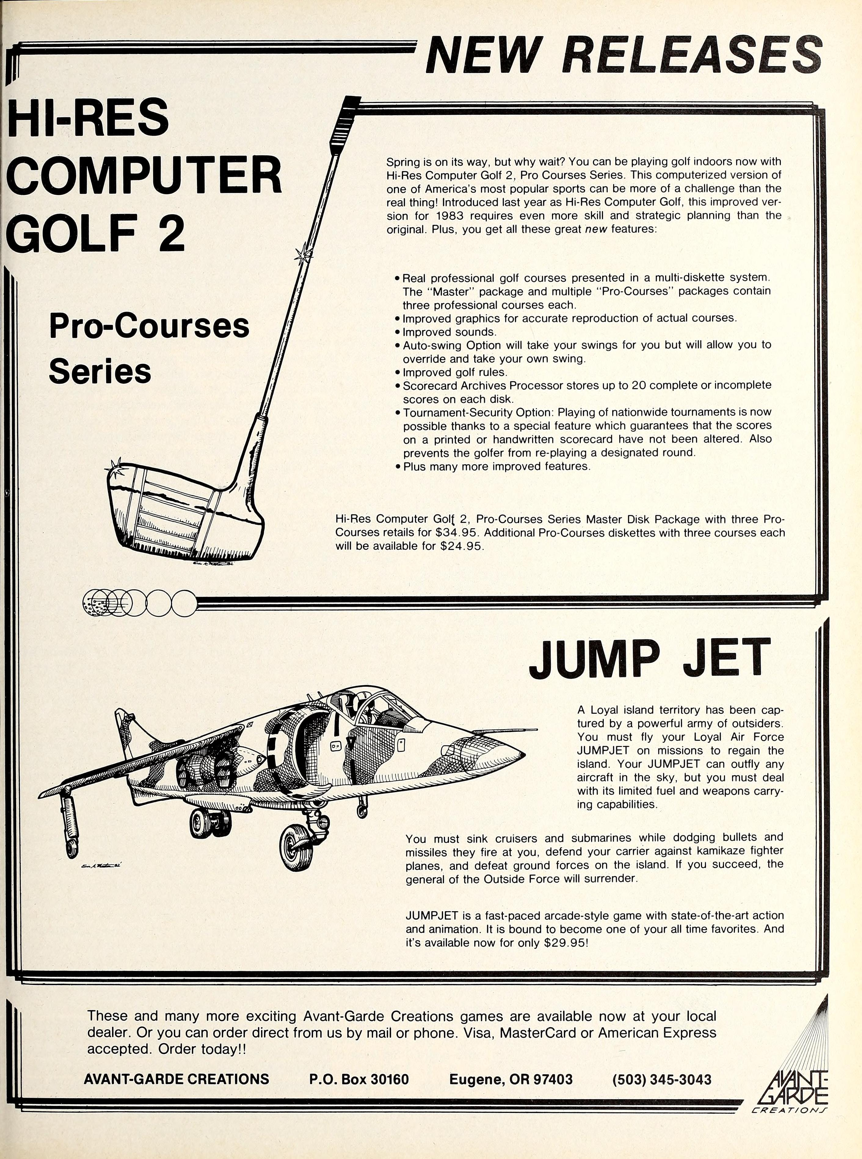 NEW RELEASES
HI-RES
COMPUTER
GOLF 2
Pro-Courses
Series
Spring is on its way, but why wait? You can be playing golf indoors now with
Hi-Res Computer Golf 2, Pro Courses Series. This computerized version of
one of America's most popular sports can be more of a challenge than the
real thing! Introduced last year as Hi-Res Computer Golf, this improved ver-
sion for 1983 requires even more skill and strategic planning than the
original. Plus, you get all these great new features:
• Real professional golf courses presented in a multi-diskette system.
The "Master" package and multiple "Pro-Courses" packages contain
three professional courses each.
• Improved graphics for accurate reproduction of actual courses.
• Improved sounds.
• Auto-swing Option will take your swings for you but will allow you to
override and take your own swing.
• Improved golf rules.
• Scorecard Archives Processor stores up to 20 complete or incomplete
scores on each disk.
• Tournament-Security Option: Playing of nationwide tournaments is now
possible thanks to a special feature which guarantees that the scores
on a printed or handwritten scorecard have not been altered. Also
prevents the golfer from re-playing a designated round.
• Plus many more improved features.
Hi-Res Computer Golf 2, Pro-Courses Series Master Disk Package with three Pro-
Courses retails for $34.95. Additional Pro-Courses diskettes with three courses each
will be available for $24.95.
JUMP JET
A Loyal island territory has been cap-
tured by a powerful army of outsiders.
You must fly your Loyal Air Force
JUMPJET on missions to regain the
island. Your JUMPJET can outfly any
aircraft in the sky, but you must deal
with its limited fuel and weapons carry-
ing capabilities.
You must sink cruisers and submarines while dodging bullets and
missiles they fire at you, defend your carrier against kamikaze fighter
planes, and defeat ground forces on the island. If you succeed, the
general of the Outside Force will surrender.
JUMPJET is a fast-paced arcade-style game with state-of-the-art action
and animation. It is bound to become one of your all time favorites. And
it's available now for only $29.95!
These and many more exciting Avant-Garde Creations games are available now at your local
dealer. Or you can order direct from us by mail or phone. Visa, MasterCard or American Express
accepted. Order today!!
AVANT-GARDE CREATIONS P.O. Box 30160 Eugene, OR 97403 (503) 345-3043
AVANT-
GARDE
CREATIONS